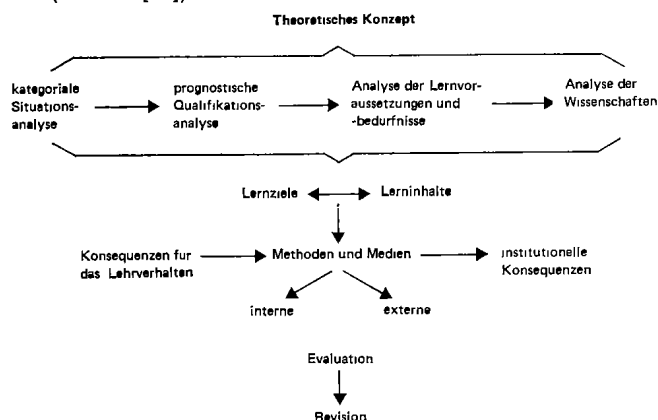 Theoretisches Konzept
kategoriale
Situations-
analyse
prognostische
Qualifikations-
analyse
Analyse der Lernvor-
aussetzungen und
-bedurfnisse
Analyse der
Wissenschaften
Lernziele
Lerninhalte
Konsequenzen fur
das Lehrverhalten
Methoden und Medien
institutionelle
Konsequenzen
interne
externe
Evaluation
Revision